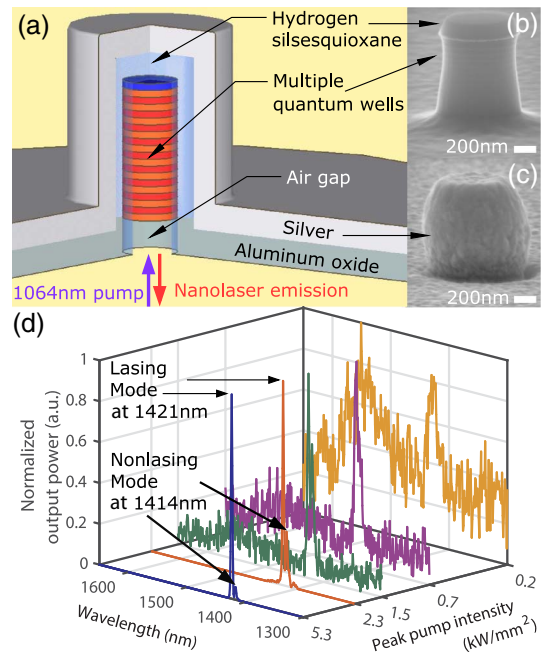 (a)
Hydrogen
silsesquioxane
Multiple
quantum wells
Air gap
Silver
Aluminum oxide
1064nm pump
Nanolaser emission
(b)
200nm
(c)
200nm
(d)
Normalized
output power (a.u.)
1
0.8
0.6
0.4
0.2
0
Lasing
Mode
at 1421nm
Nonlasing
Mode
at 1414nm
1600
1500
1400
1300
Wavelength (nm)
5.3
2.3
1.5
0.7
0.2
Peak pump intensity
(kW/mm²)